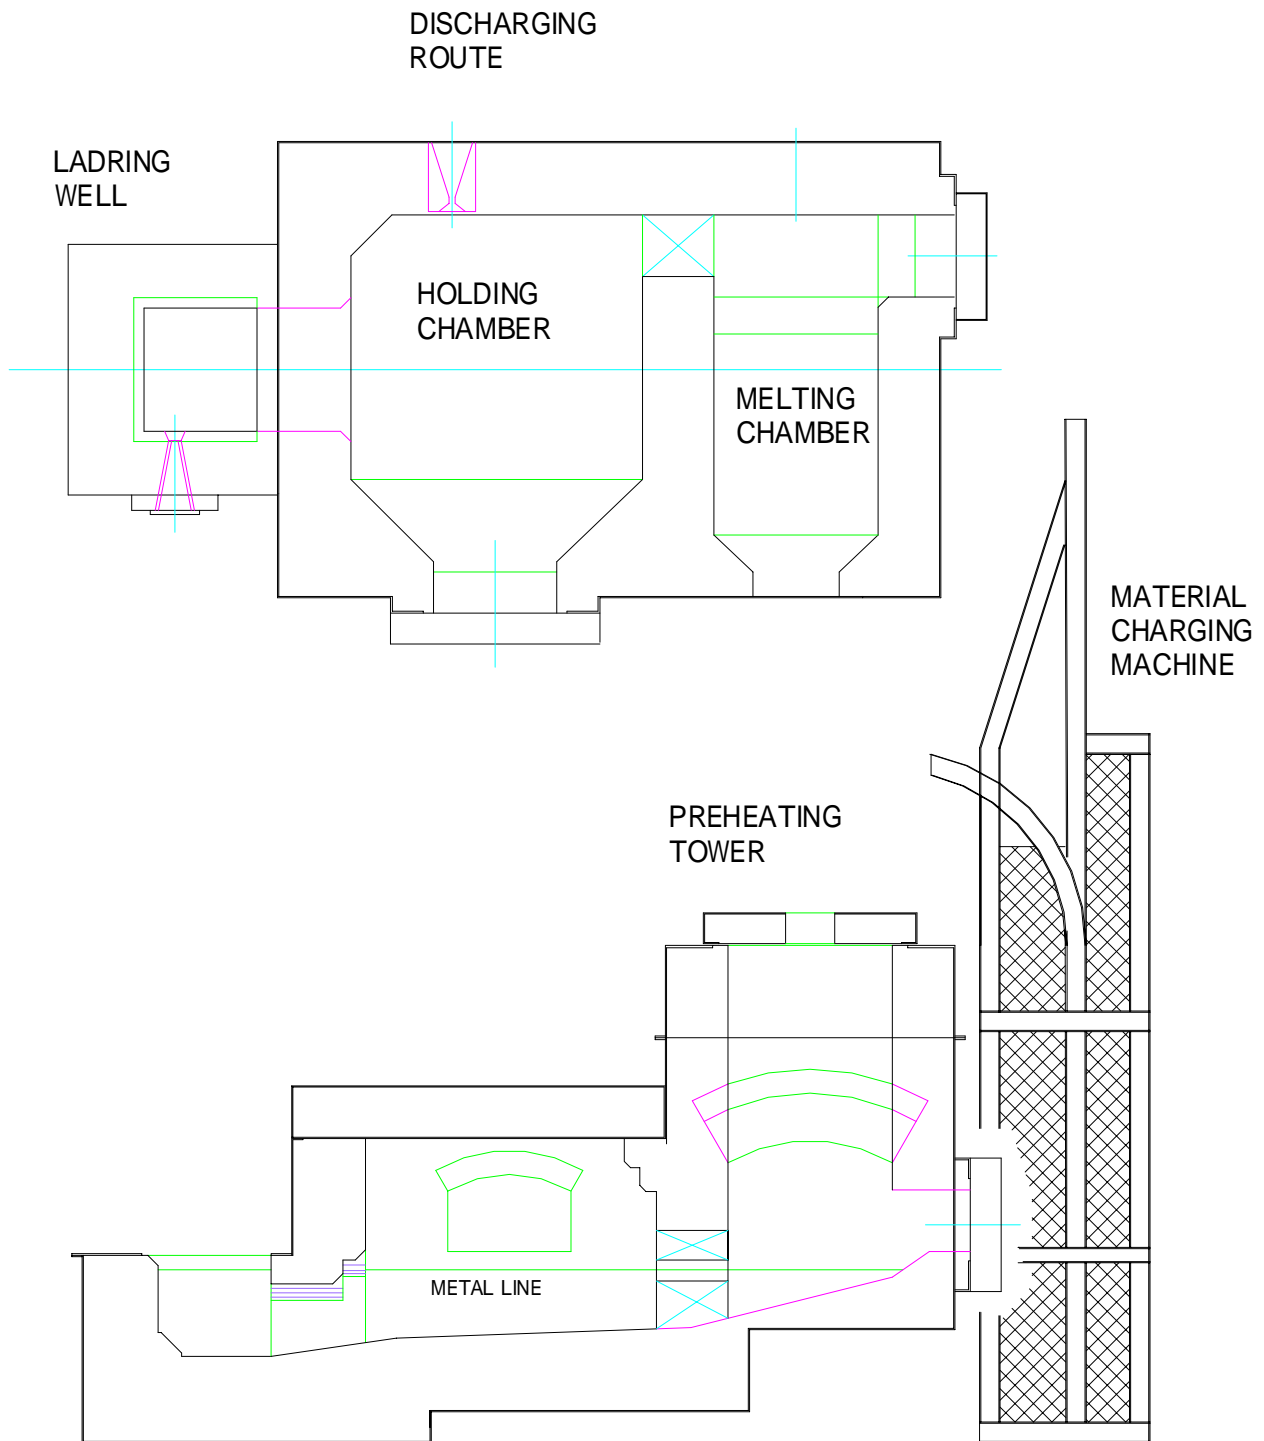 DISCHARGING
ROUTE
LADRING
WELL
HOLDING
CHAMBER
MELTING
CHAMBER
MATERIAL
CHARGING
MACHINE
PREHEATING
TOWER
METAL LINE